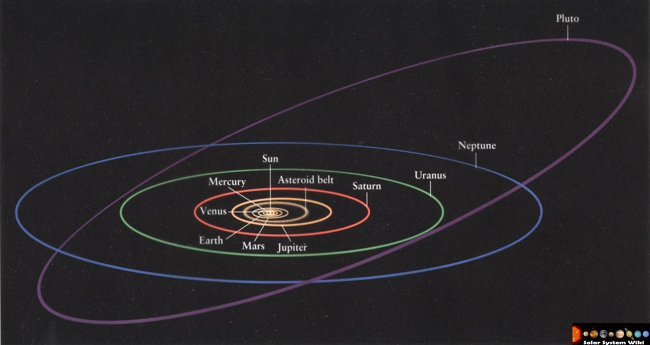 Pluto
Neptune
Sun
Uranus
Mercury
Asteroid belt
Saturn
Venus
Earth
Mars
Jupiter
Solar System Wiki